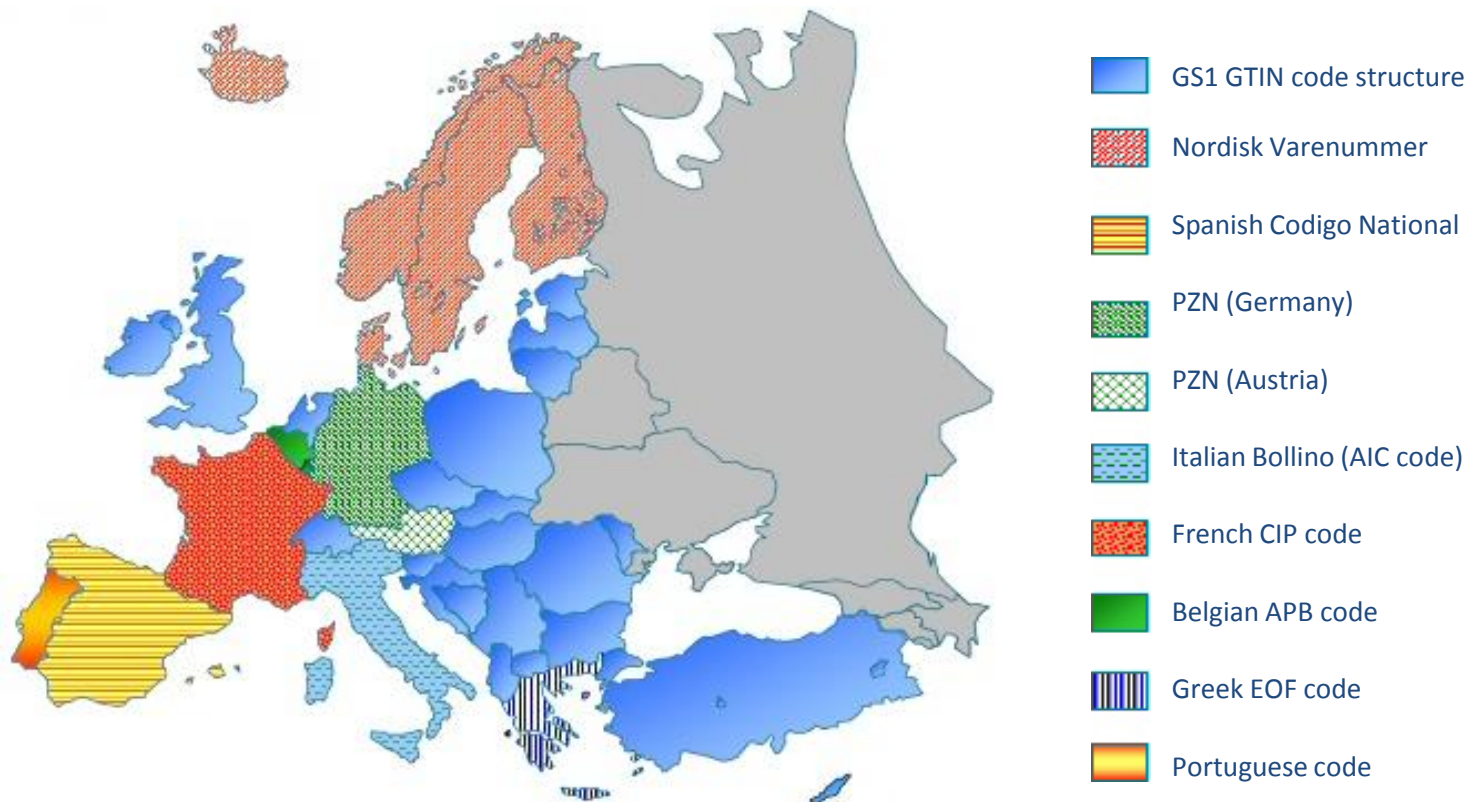 GS1 GTIN code structure
Nordisk Varenummer
Spanish Codigo National
PZN (Germany)
PZN (Austria)
Italian Bollino (AIC code)
French CIP code
Belgian APB code
Greek EOF code
Portuguese code